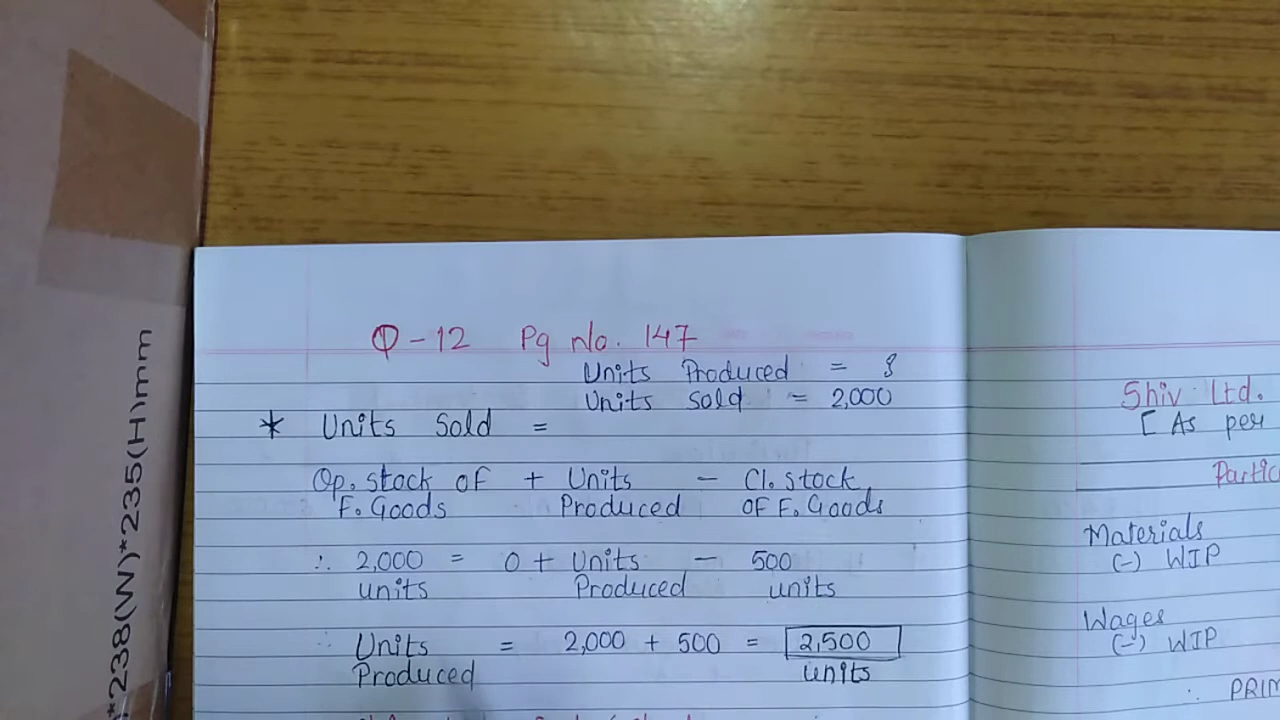 Q-12 Pg No. 147
Units Produced = ?
Units Sold = 2,000
* Units Sold =
Op. stock of + Units - Cl. stock
F. Goods Produced of F. Goods
∴ 2,000 = 0 + Units - 500
units Produced units
∴ Units = 2,000 + 500 = 2,500
Produced units
Shiv Ltd.
[ As per
Partic
Materials
(-) WIP
Wages
(-) WIP
∴ PRIM
*238(W)*235(H)mm